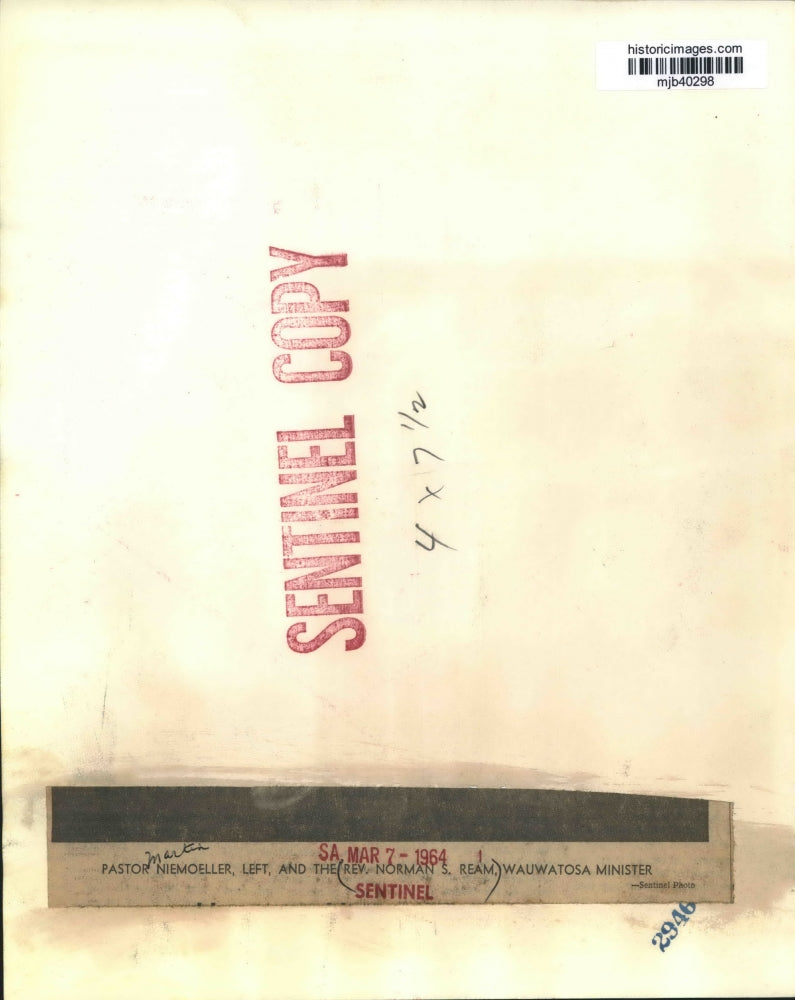 historicimages.com
mjb40298
SENTINEL COPY
4 x 7 1/2
Martin
SA. MAR 7 - 1964
PASTOR NIEMOELLER, LEFT, AND THE (REV. NORMAN S. REAM,) WAUWATOSA MINISTER
—Sentinel Photo
SENTINEL
2946